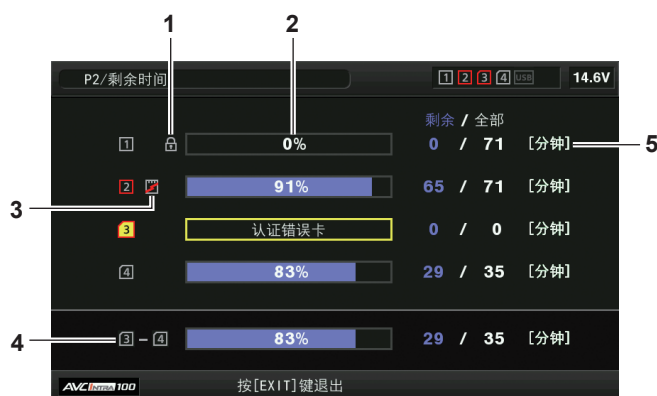 1 2
P2/剩余时间 1 2 3 4 USB 14.6V
剩余 / 全部
1 0% 0 / 71 [分钟] 5
2 91% 65 / 71 [分钟]
3
3 认证错误卡 0 / 0 [分钟]
4 83% 29 / 35 [分钟]
4 3 – 4 83% 29 / 35 [分钟]
AVC INTRA 100 按[EXIT]键退出